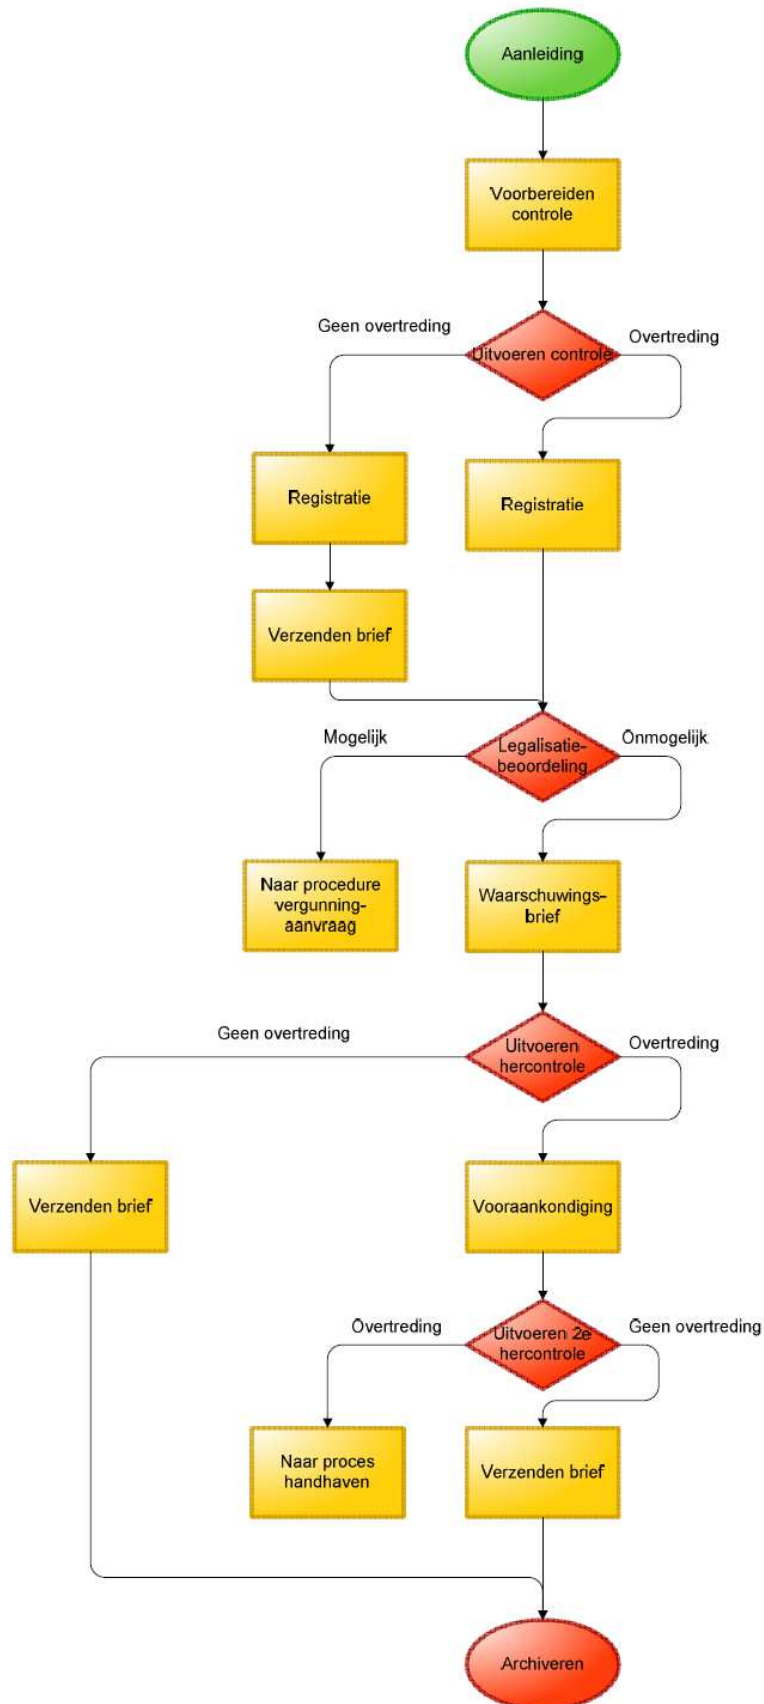 Aanleiding
Voorbereiden
controle
Geen overtreding
Overtreding
Uitvoeren controle
Registratie
Registratie
Verzenden brief
Mogelijk
Legalisatie-
beoordeling
Onmogelijk
Naar procedure
vergunning-
aanvraag
Waarschuwings-
brief
Geen overtreding
Uitvoeren
hercontrole
Overtreding
Verzenden brief
Vooraankondiging
Overtreding
Uitvoeren 2e
hercontrole
Geen overtreding
Naar proces
handhaven
Verzenden brief
Archiveren